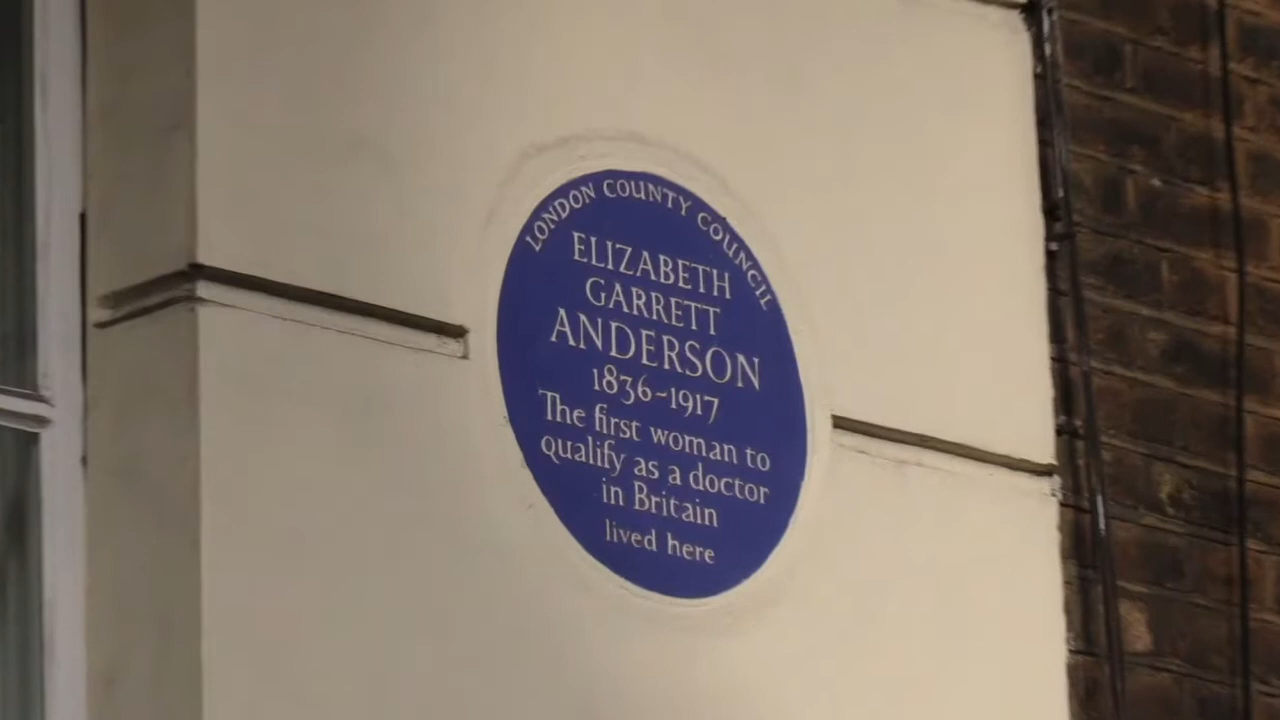 LONDON COUNTY COUNCIL
ELIZABETH
GARRETT
ANDERSON
1836-1917
The first woman to
qualify as a doctor
in Britain
lived here